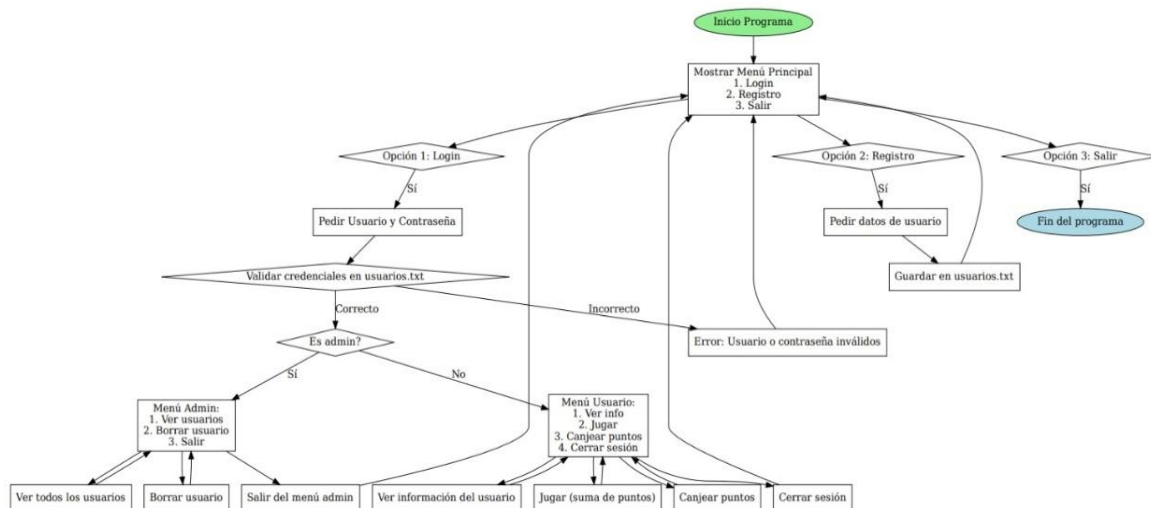 Inicio Programa
Mostrar Menú Principal
1. Login
2. Registro
3. Salir
Opción 1: Login
Opción 2: Registro
Opción 3: Salir
Sí
Sí
Sí
Pedir Usuario y Contraseña
Pedir datos de usuario
Fin del programa
Validar credenciales en usuarios.txt
Guardar en usuarios.txt
Correcto
Incorrecto
Es admin?
Error: Usuario o contraseña inválidos
Sí
No
Menú Admin:
1. Ver usuarios
2. Borrar usuario
3. Salir
Menú Usuario:
1. Ver info
2. Jugar
3. Canjear puntos
4. Cerrar sesión
Ver todos los usuarios
Borrar usuario
Salir del menú admin
Ver información del usuario
Jugar (suma de puntos)
Canjear puntos
Cerrar sesión